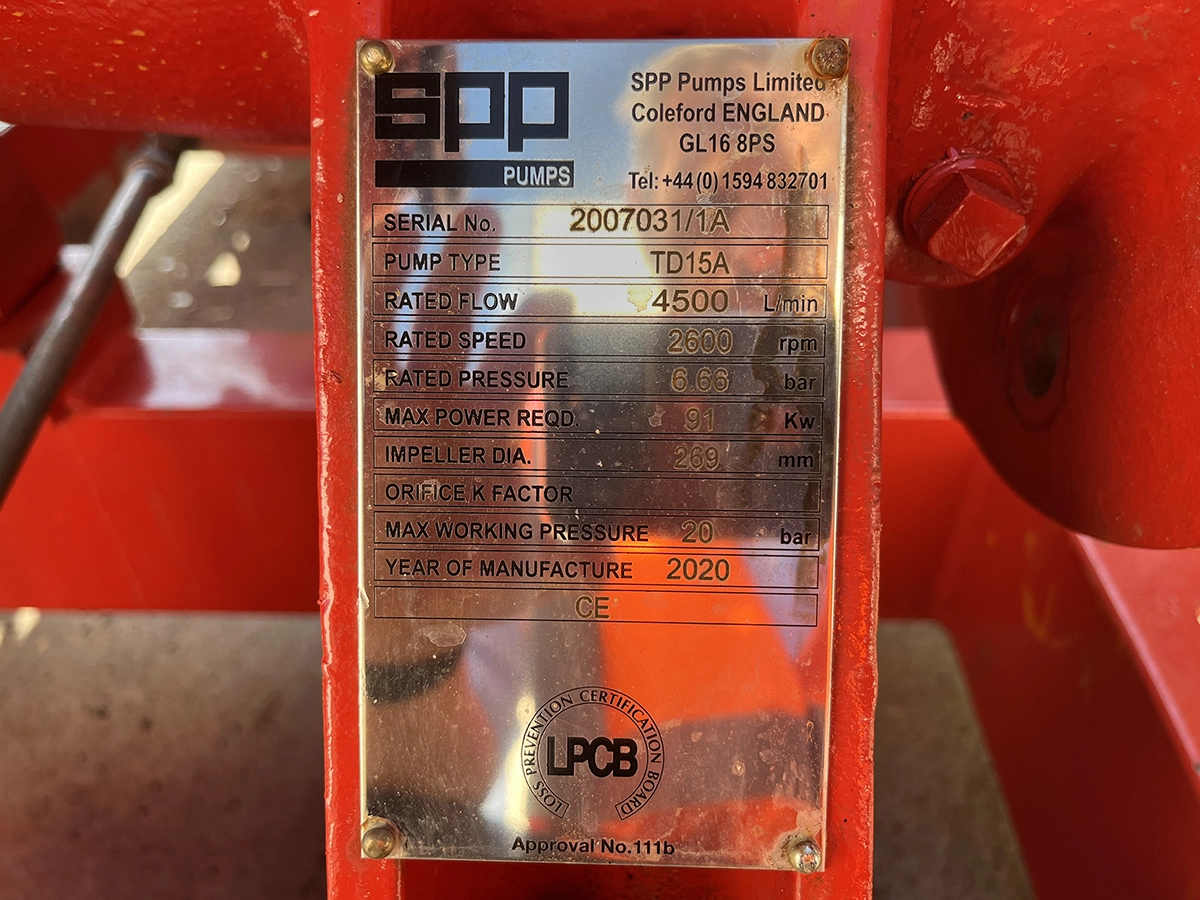 spp
PUMPS
SPP Pumps Limited
Coleford ENGLAND
GL16 8PS
Tel: +44 (0) 1594 832701
SERIAL No. 2007031/1A
PUMP TYPE TD15A
RATED FLOW 4500 L/min
RATED SPEED 2600 rpm
RATED PRESSURE 6.66 bar
MAX POWER REQD. 91 Kw
IMPELLER DIA. 269 mm
ORIFICE K FACTOR
MAX WORKING PRESSURE 20 bar
YEAR OF MANUFACTURE 2020
CE
LOSS PREVENTION CERTIFICATION BOARD
LPCB
Approval No.111b